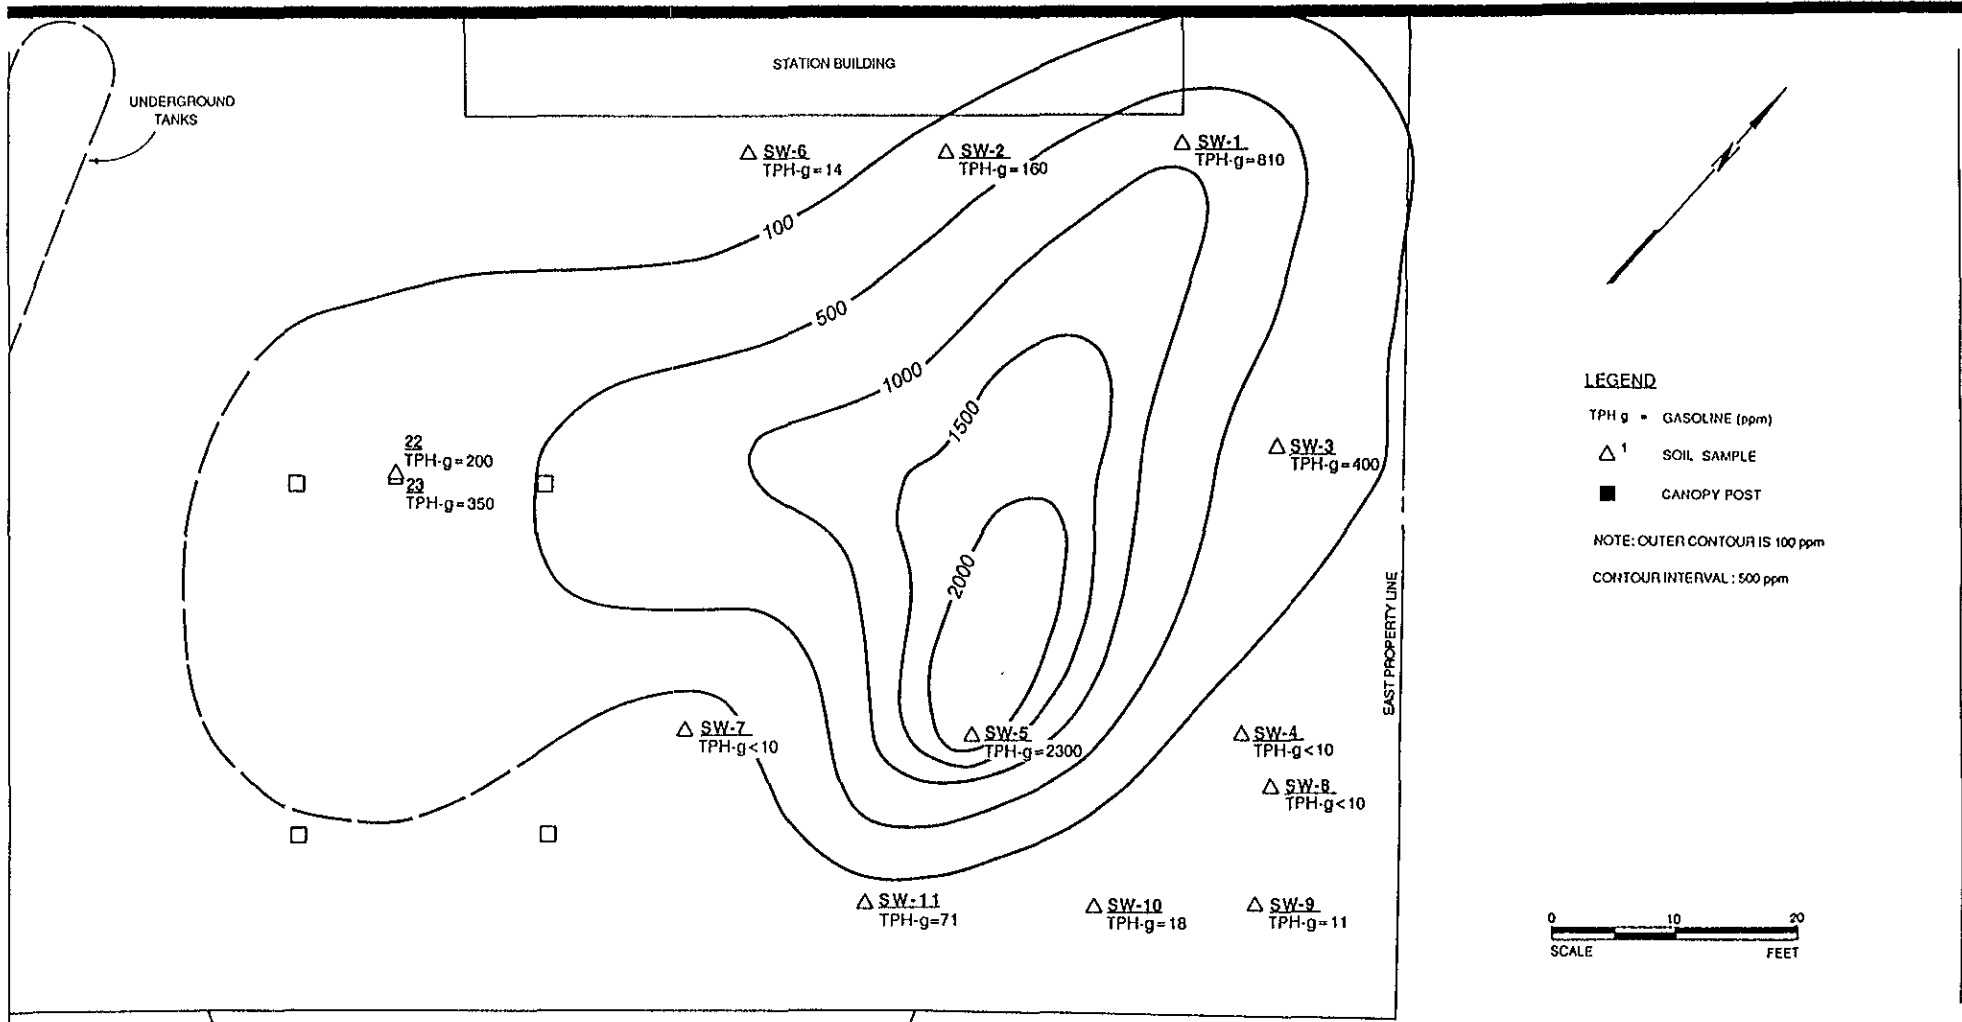 STATION BUILDING
UNDERGROUND
TANKS
SW-6
TPH-g=14
SW-2
TPH-g=160
SW-1
TPH-g=810
100
500
1000
1500
2000
22
TPH-g=200
23
TPH-g=350
SW-3
TPH-g=400
SW-7
TPH-g<10
SW-5
TPH-g=2300
SW-4
TPH-g<10
SW-8
TPH-g<10
SW-11
TPH-g=71
SW-10
TPH-g=18
SW-9
TPH-g=11
EAST PROPERTY LINE
N
LEGEND
TPH g = GASOLINE (ppm)
1 SOIL SAMPLE
CANOPY POST
NOTE: OUTER CONTOUR IS 100 ppm
CONTOUR INTERVAL: 500 ppm
0 10 20
SCALE FEET